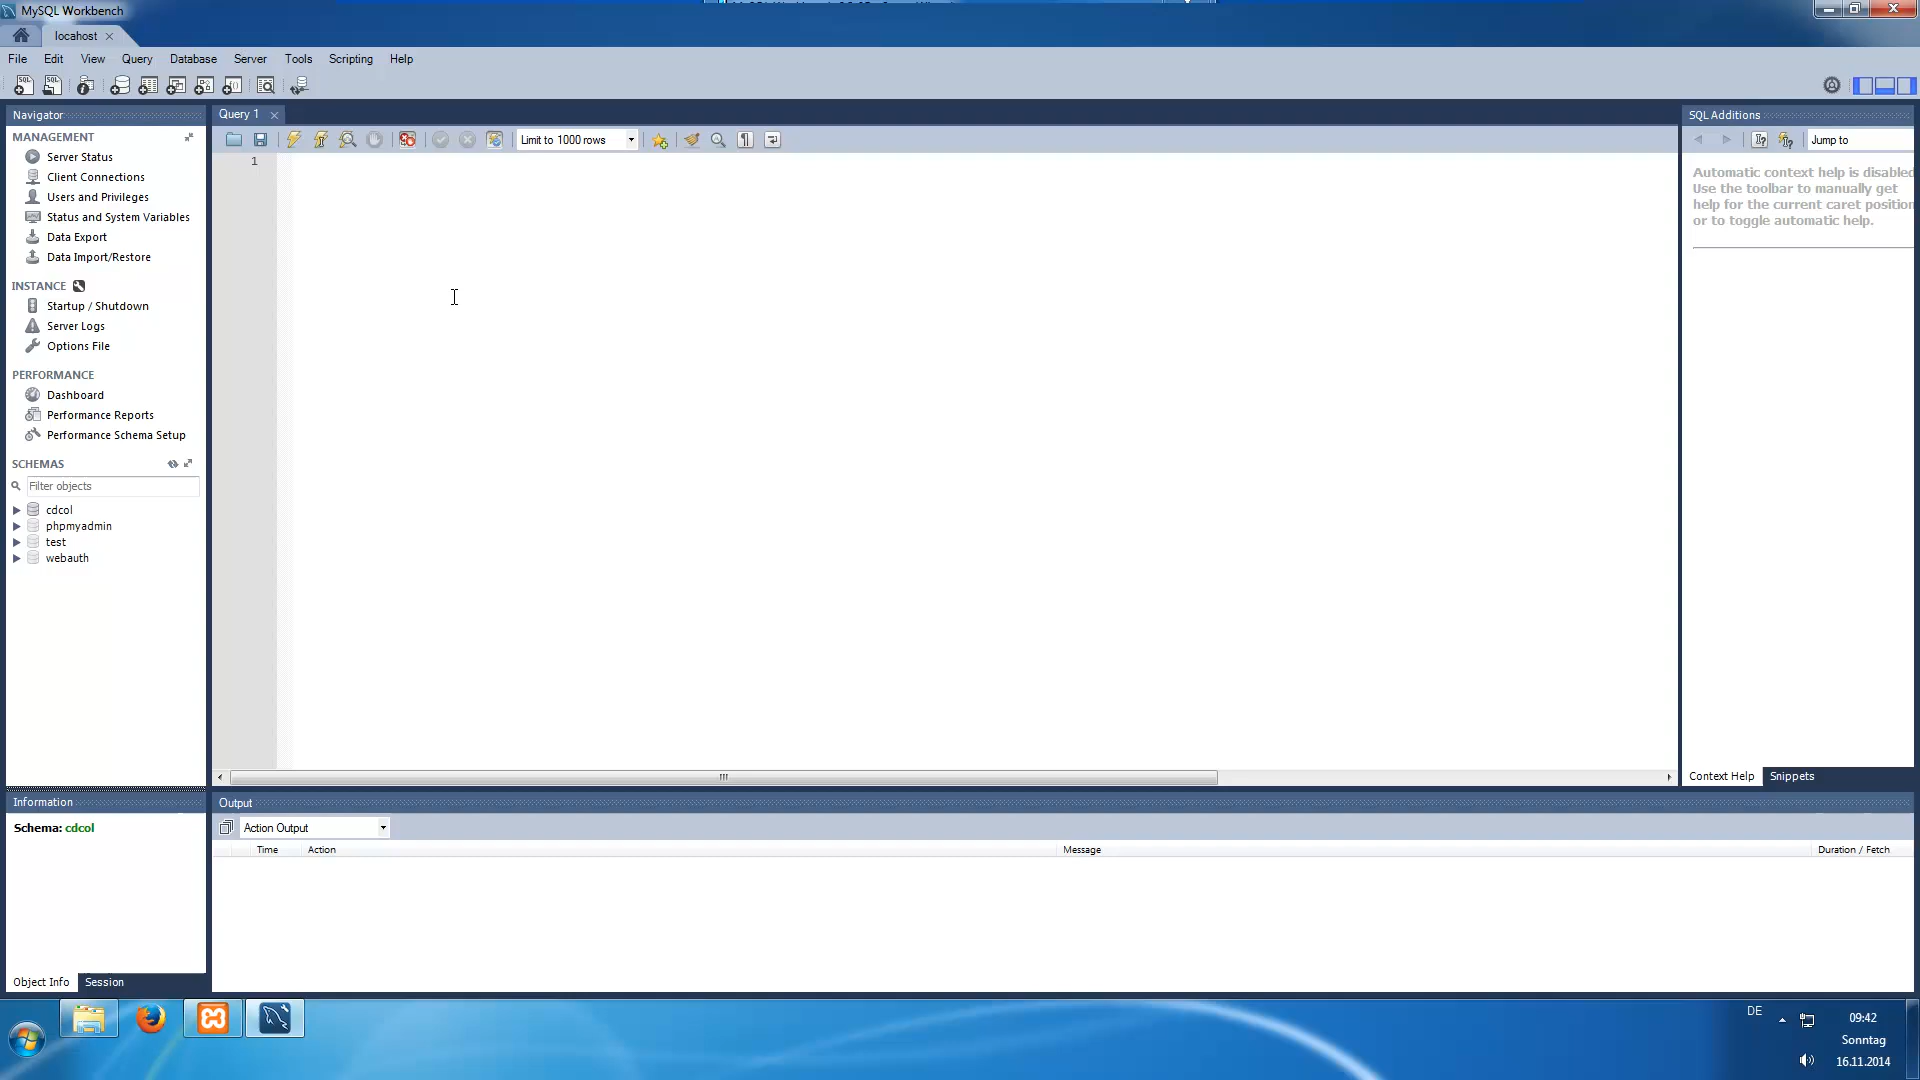 MySQL Workbench
locahost
File Edit View Query Database Server Tools Scripting Help
Navigator
MANAGEMENT
Server Status
Client Connections
Users and Privileges
Status and System Variables
Data Export
Data Import/Restore
INSTANCE
Startup / Shutdown
Server Logs
Options File
PERFORMANCE
Dashboard
Performance Reports
Performance Schema Setup
SCHEMAS
Filter objects
cdcol
phpmyadmin
test
webauth
Information
Schema: cdcol
Object Info Session
Query 1
Limit to 1000 rows
1
SQL Additions
Jump to
Automatic context help is disabled
Use the toolbar to manually get
help for the current caret position
or to toggle automatic help.
Context Help Snippets
Output
Action Output
Time Action Message Duration / Fetch
DE
09:42
Sonntag
16.11.2014